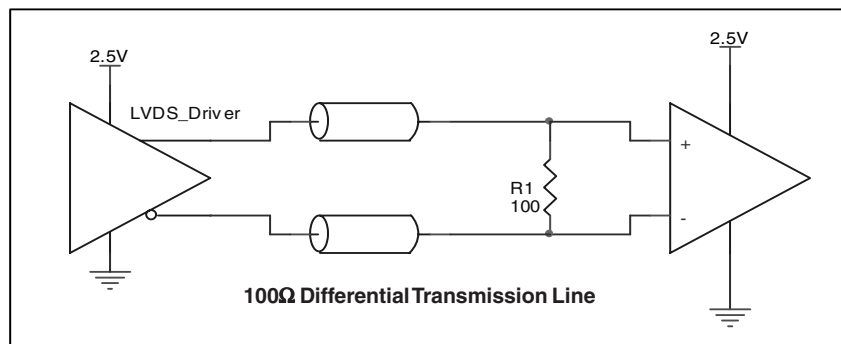 2.5V
2.5V
LVDS_Driver
+
R1
100
-
100Ω Differential Transmission Line